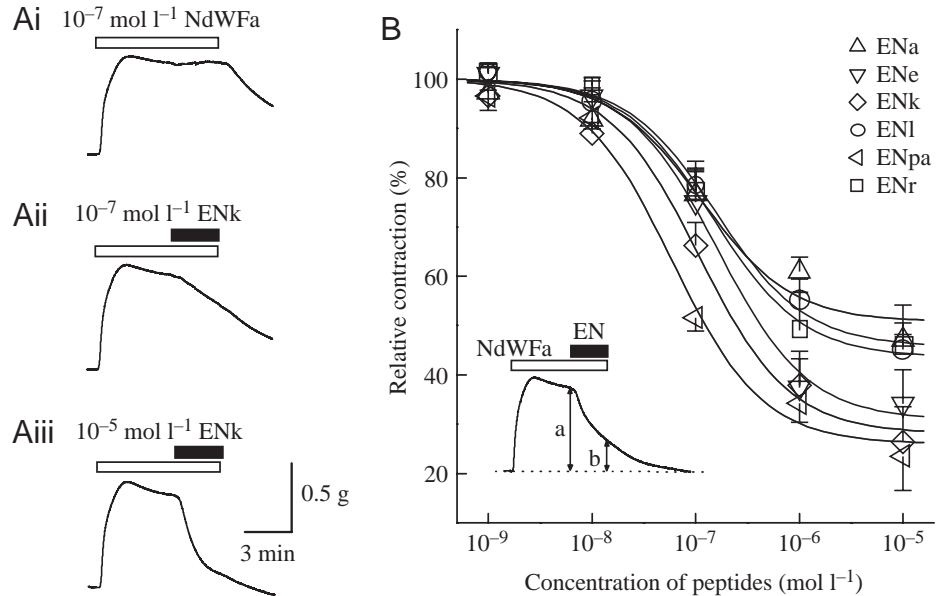 Ai
10⁻⁷ mol l⁻¹ NdWFa
Aii
10⁻⁷ mol l⁻¹ ENk
Aiii
10⁻⁵ mol l⁻¹ ENk
0.5 g
3 min
B
ENa
ENe
ENk
ENl
ENpa
ENr
Relative contraction (%)
100
80
60
40
20
EN
NdWFa
a
b
10⁻⁹
10⁻⁸
10⁻⁷
10⁻⁶
10⁻⁵
Concentration of peptides (mol l⁻¹)